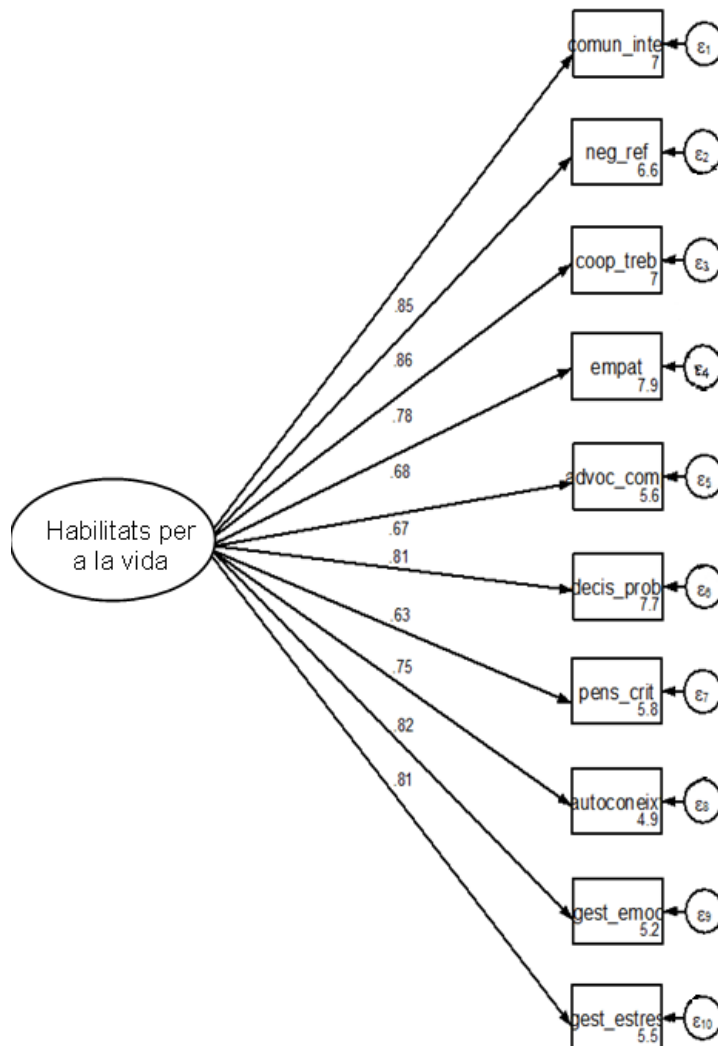 comun_inte
7
ε1
neg_ref
6.6
ε2
coop_treb
7
ε3
.85
.86
empat
7.9
ε4
.78
.68
advoc_com
5.6
ε5
Habilitats per
a la vida
.67
.81
decis_prob
7.7
ε6
.63
.75
pens_crit
5.8
ε7
.82
.81
autoconeix
4.9
ε8
gest_emoc
5.2
ε9
gest_estres
5.5
ε10